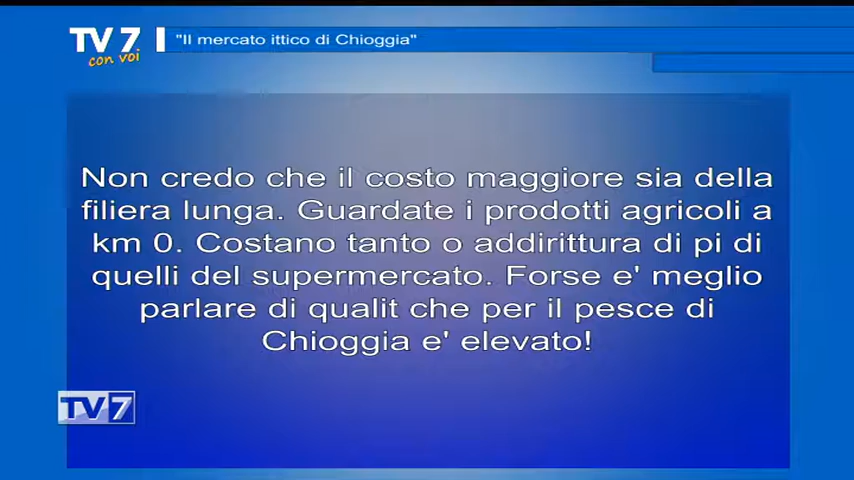 TV7
con voi
"Il mercato ittico di Chioggia"
Non credo che il costo maggiore sia della
filiera lunga. Guardate i prodotti agricoli a
km 0. Costano tanto o addirittura di pi di
quelli del supermercato. Forse e' meglio
parlare di qualit che per il pesce di
Chioggia e' elevato!
TV7